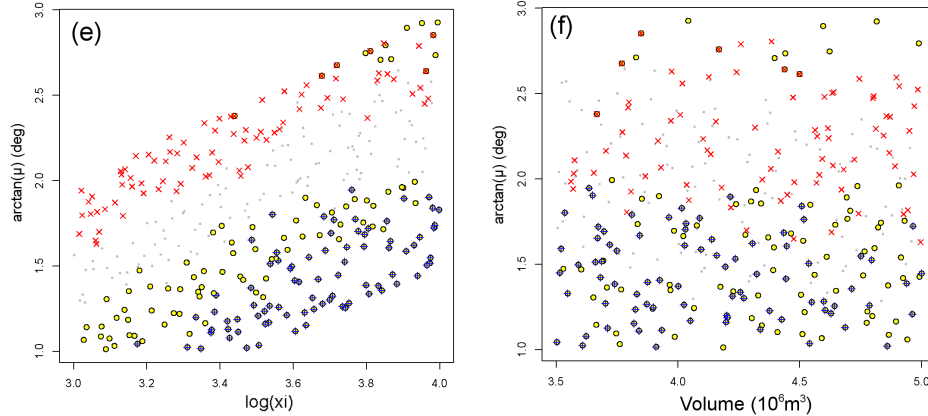 (e)
arctan(μ) (deg)
3.0
2.5
2.0
1.5
1.0
3.0 3.2 3.4 3.6 3.8 4.0
log(xi)
(f)
arctan(μ) (deg)
3.0
2.5
2.0
1.5
1.0
3.5 4.0 4.5 5.0
Volume (10⁶m³)